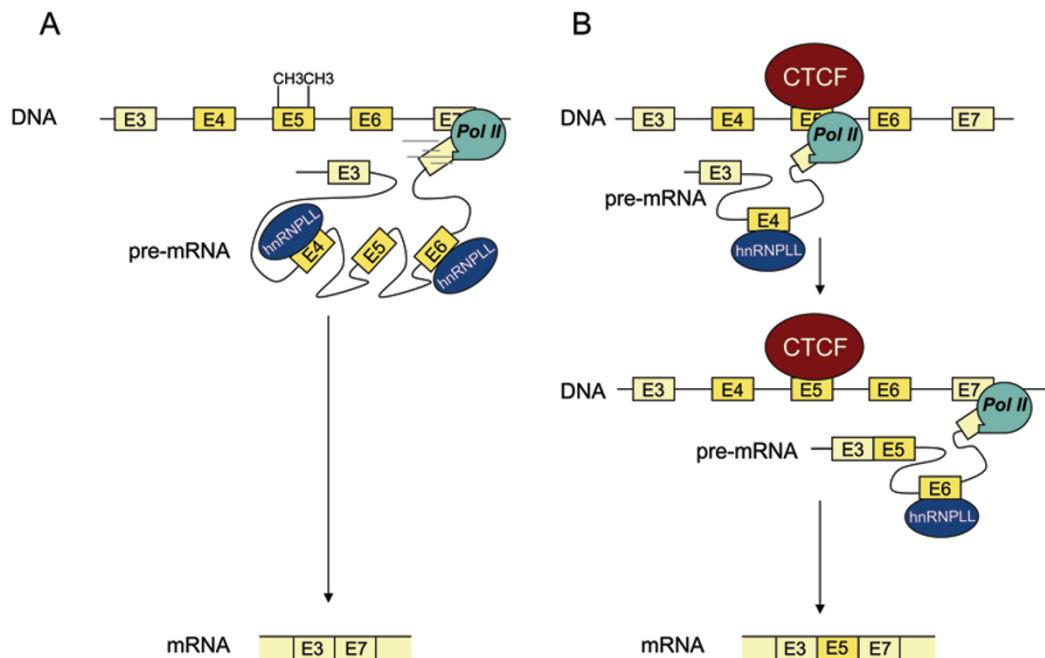 A
CH3CH3
DNA
E3 E4 E5 E6 E7 Pol II
E3
pre-mRNA
hnRNPLL E4 E5 E6 hnRNPLL
mRNA
E3 E7
B
CTCF
DNA
E3 E4 E5 E6 E7
Pol II
E3
pre-mRNA
E4
hnRNPLL
CTCF
DNA
E3 E4 E5 E6 E7
Pol II
pre-mRNA
E3 E5
E6
hnRNPLL
mRNA
E3 E5 E7